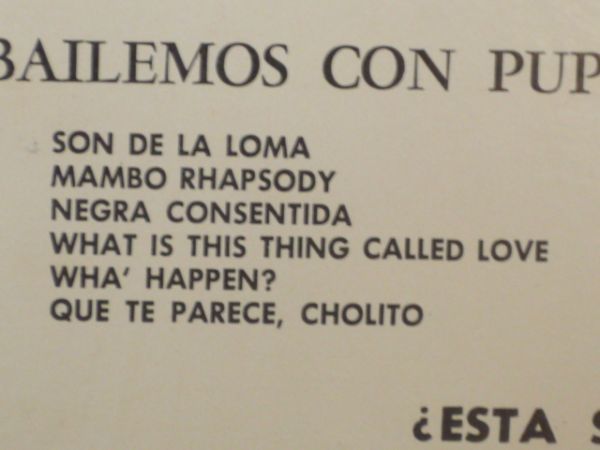 BAILEMOS CON PUP
SON DE LA LOMA
MAMBO RHAPSODY
NEGRA CONSENTIDA
WHAT IS THIS THING CALLED LOVE
WHA' HAPPEN?
QUE TE PARECE, CHOLITO
¿ESTA S